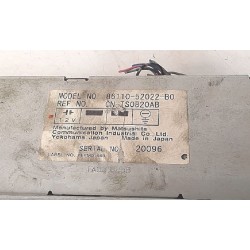 MODEL NO 86110-52022-B0
REF NO. CN-TS0820AB
12V
Manufactured by Matsushita
Communication Industrial Co. Ltd.
Yokohama Japan Made in Japan
SERIAL NO. 20096